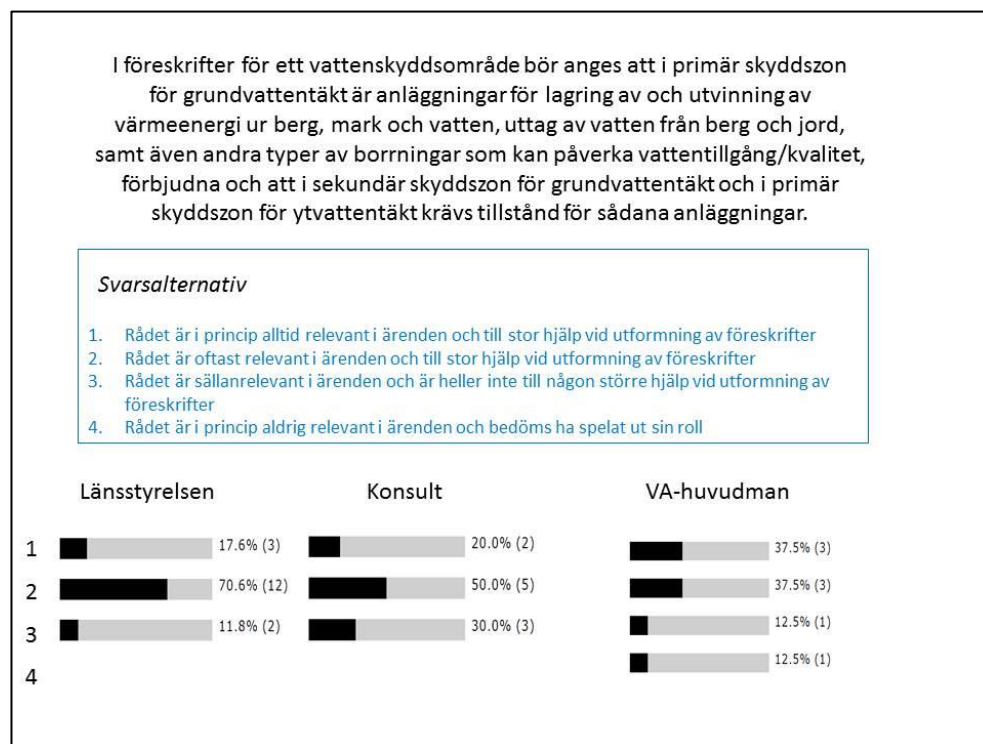 I föreskrifter för ett vattenskyddsområde bör anges att i primär skyddszon
för grundvattentäkt är anläggningar för lagring av och utvinning av
värmeenergi ur berg, mark och vatten, uttag av vatten från berg och jord,
samt även andra typer av borrningar som kan påverka vattentillgång/kvalitet,
förbjudna och att i sekundär skyddszon för grundvattentäkt och i primär
skyddszon för ytvattentäkt krävs tillstånd för sådana anläggningar.
Svarsalternativ
1. Rådet är i princip alltid relevant i ärenden och till stor hjälp vid utformning av föreskrifter
2. Rådet är oftast relevant i ärenden och till stor hjälp vid utformning av föreskrifter
3. Rådet är sällanrelevant i ärenden och är heller inte till någon större hjälp vid utformning av
föreskrifter
4. Rådet är i princip aldrig relevant i ärenden och bedöms ha spelat ut sin roll
Länsstyrelsen Konsult VA-huvudman
1 17.6% (3) 20.0% (2) 37.5% (3)
2 70.6% (12) 50.0% (5) 37.5% (3)
3 11.8% (2) 30.0% (3) 12.5% (1)
4 12.5% (1)